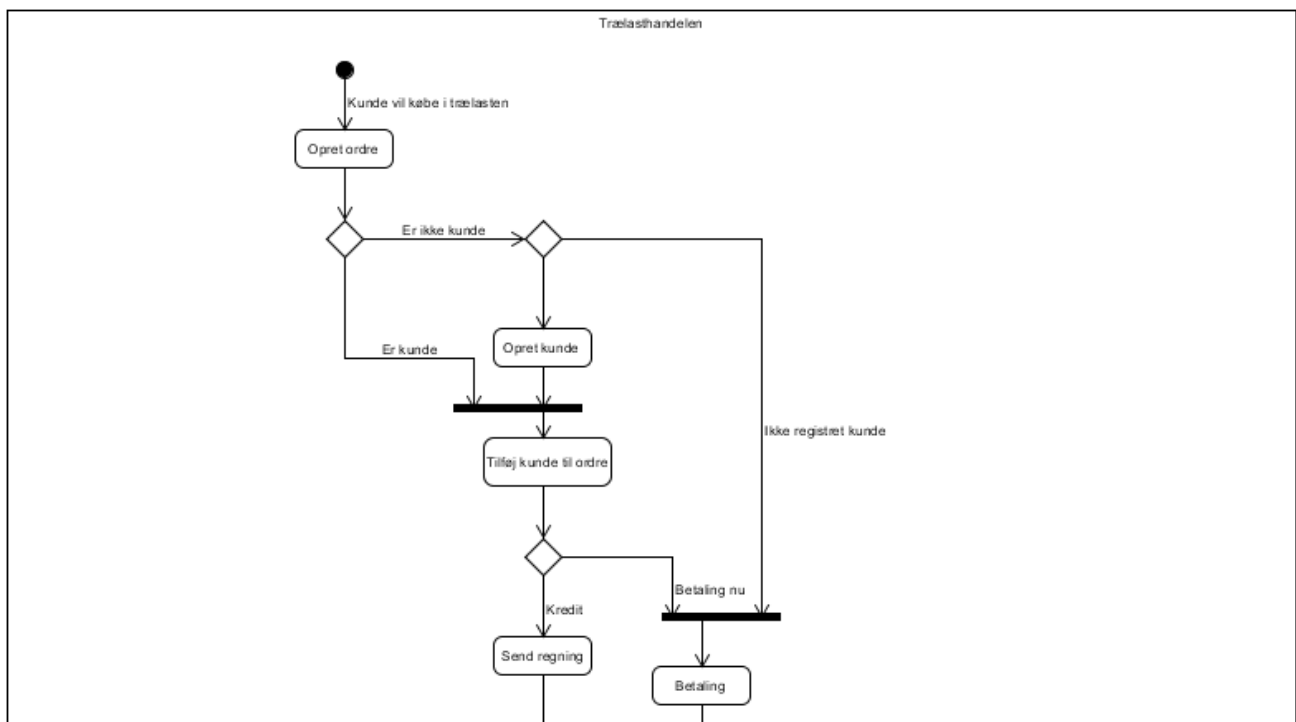 Trælasthandelen
Kunde vil købe i trælasten
Opret ordre
Er ikke kunde
Opret kunde
Er kunde
Ikke registret kunde
Tilføj kunde til ordre
Betaling nu
Kredit
Send regning
Betaling